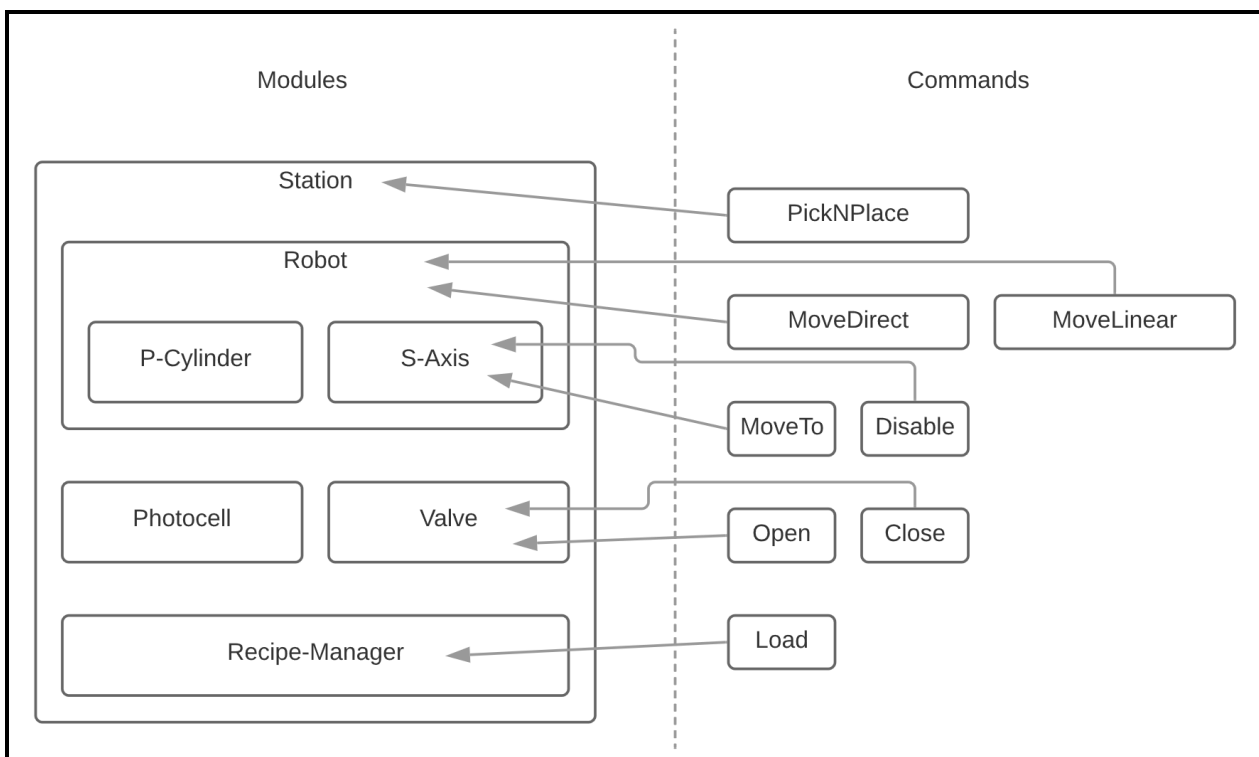 Modules
Commands
Station
PickNPlace
Robot
MoveDirect
MoveLinear
P-Cylinder
S-Axis
MoveTo
Disable
Photocell
Valve
Open
Close
Recipe-Manager
Load